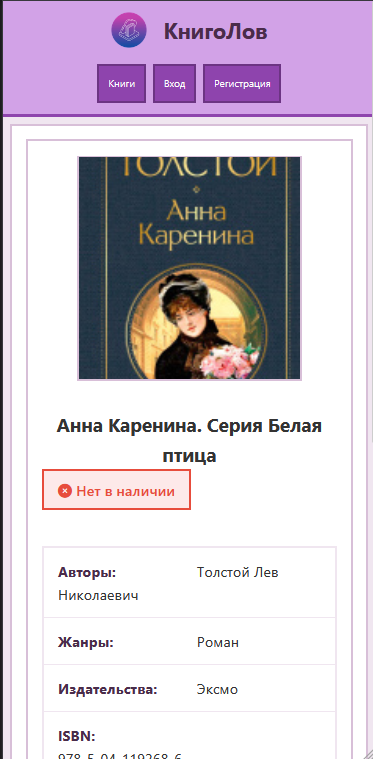 КнигоЛов
Книги Вход Регистрация
ТОЛСТОЙ
Анна
Каренина
Анна Каренина. Серия Белая
птица
Нет в наличии
Авторы: Толстой Лев
Николаевич
Жанры: Роман
Издательства: Эксмо
ISBN:
978-5-04-119268-6